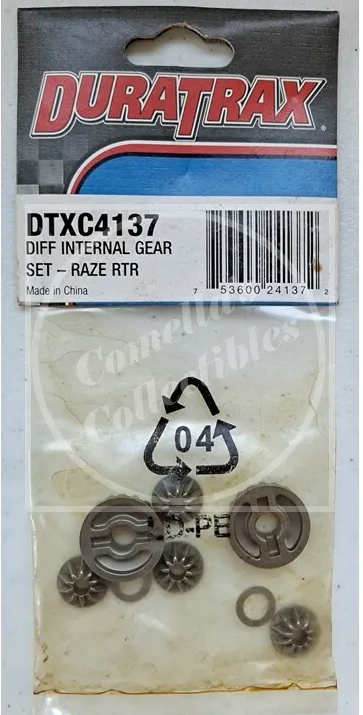 DURATRAX®
DTXC4137
DIFF INTERNAL GEAR
SET – RAZE RTR
Made in China
7 53600 24137 2
Comellas
Collectibles
04
LD-PE